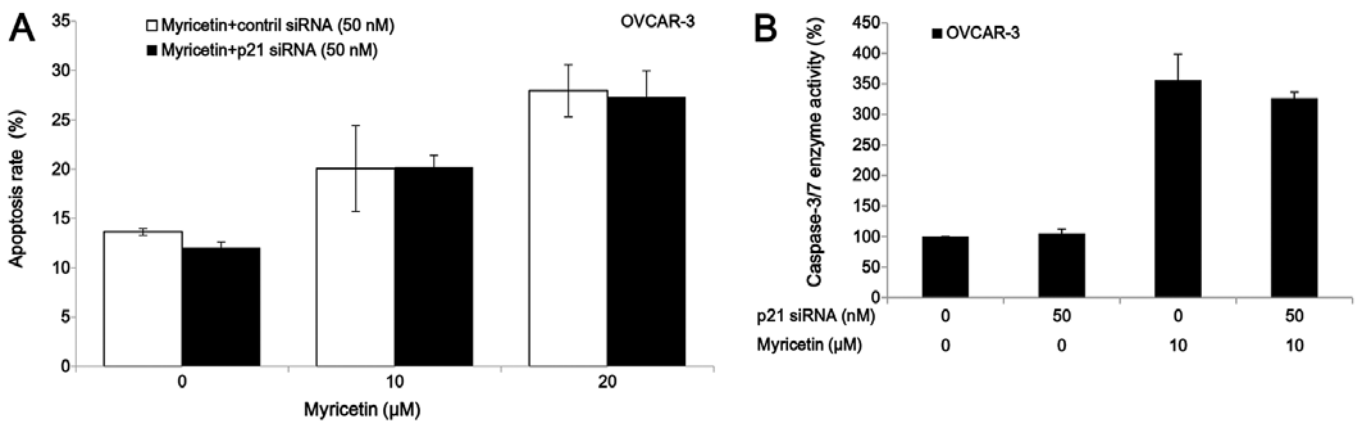 A
Myricetin+contril siRNA (50 nM)
Myricetin+p21 siRNA (50 nM)
OVCAR-3
Apoptosis rate (%)
35
30
25
20
15
10
5
0
0 10 20
Myricetin (µM)
B
OVCAR-3
Caspase-3/7 enzyme activity (%)
450
400
350
300
250
200
150
100
50
0
p21 siRNA (nM) 0 50 0 50
Myricetin (µM) 0 0 10 10